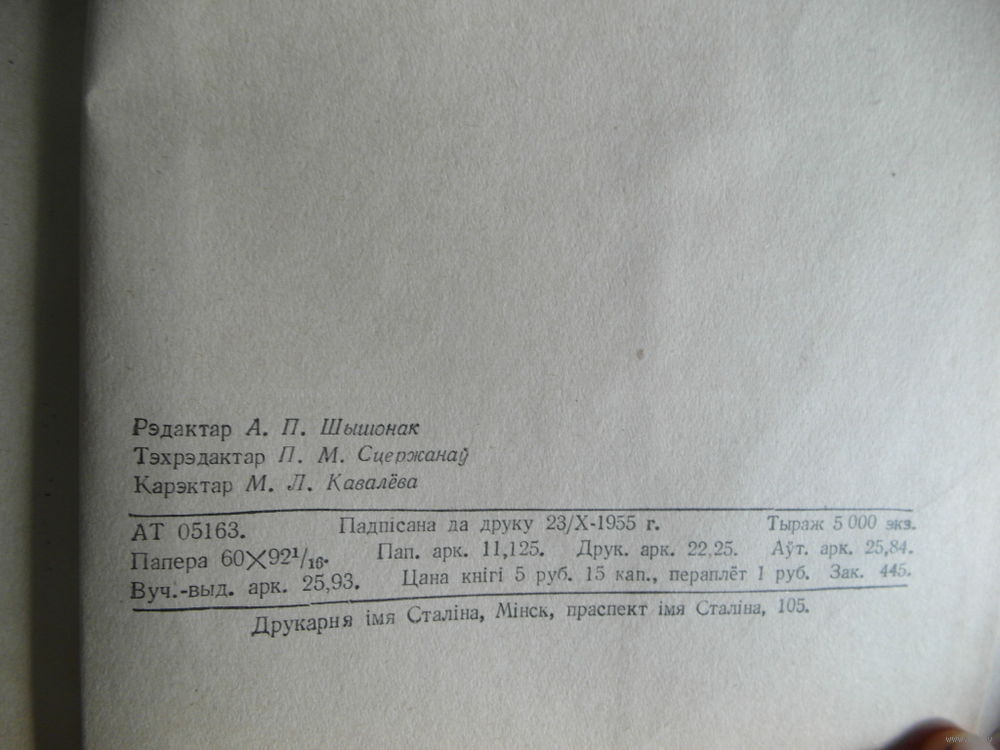 Рэдактар А. П. Шышонак
Тэхрэдактар П. М. Сцержанаў
Карэктар М. Л. Кавалёва
АТ 05163. Падпісана да друку 23/X-1955 г. Тыраж 5 000 экз.
Папера 60×92¹/₁₆. Пап. арк. 11,125. Друк. арк. 22,25. Аўт. арк. 25,84.
Вуч.-выд. арк. 25,93. Цана кнігі 5 руб. 15 кап., пераплёт 1 руб. Зак. 445.
Друкарня імя Сталіна, Мінск, праспект імя Сталіна, 105.